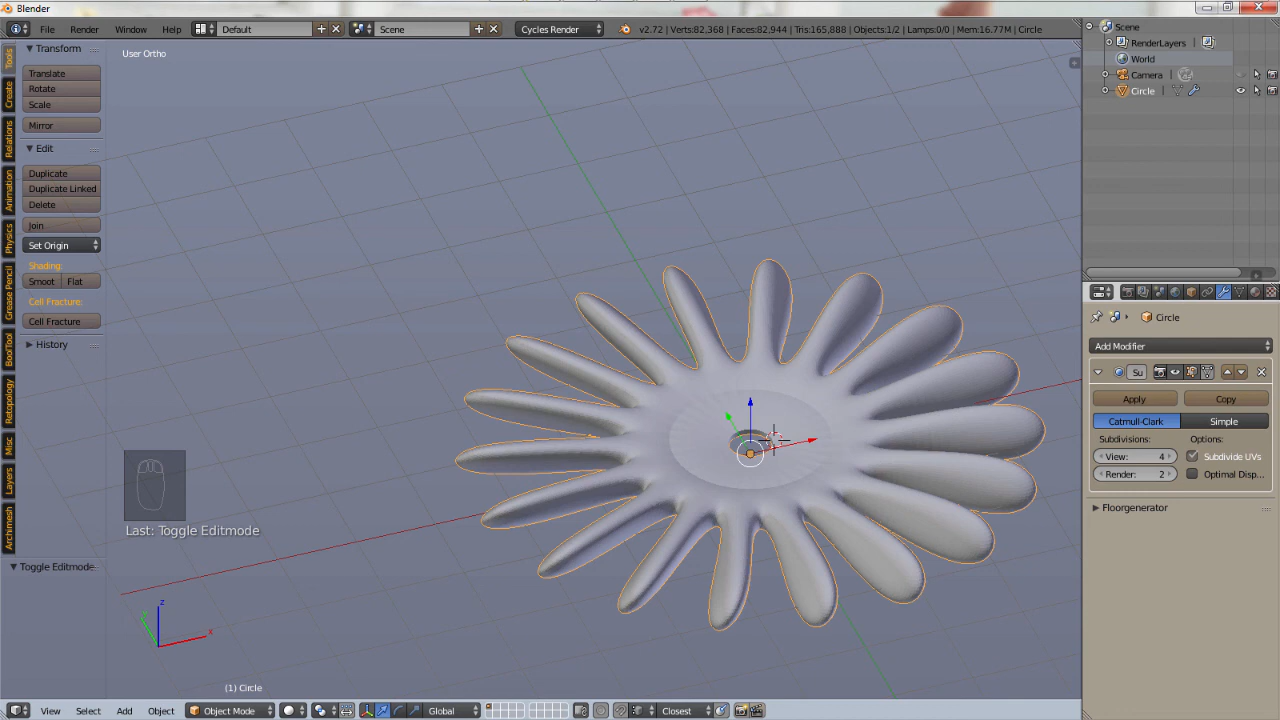 Blender
File Render Window Help Default Scene Cycles Render v2.72 | Verts:82,368 | Faces:82,944 | Tris:165,888 | Objects:1/2 | Lamps:0/0 | Mem:16.77M | Circle
Tools
Create
Relations
Animation
Physics
Grease Pencil
BoolTool
Retopology
Misc
Layers
Archimesh
Transform
Translate
Rotate
Scale
Mirror
Edit
Duplicate
Duplicate Linked
Delete
Join
Set Origin
Shading:
Smoot Flat
Cell Fracture:
Cell Fracture
History
Toggle Editmode
User Ortho
Last: Toggle Editmode
z
y
x
(1) Circle
View Select Add Object Object Mode Global Closest
Scene
RenderLayers
World
Camera
Circle
Circle
Add Modifier
Su
Apply Copy
Catmull-Clark Simple
Subdivisions: Options:
View: 4 Subdivide UVs
Render: 2 Optimal Disp...
Floorgenerator